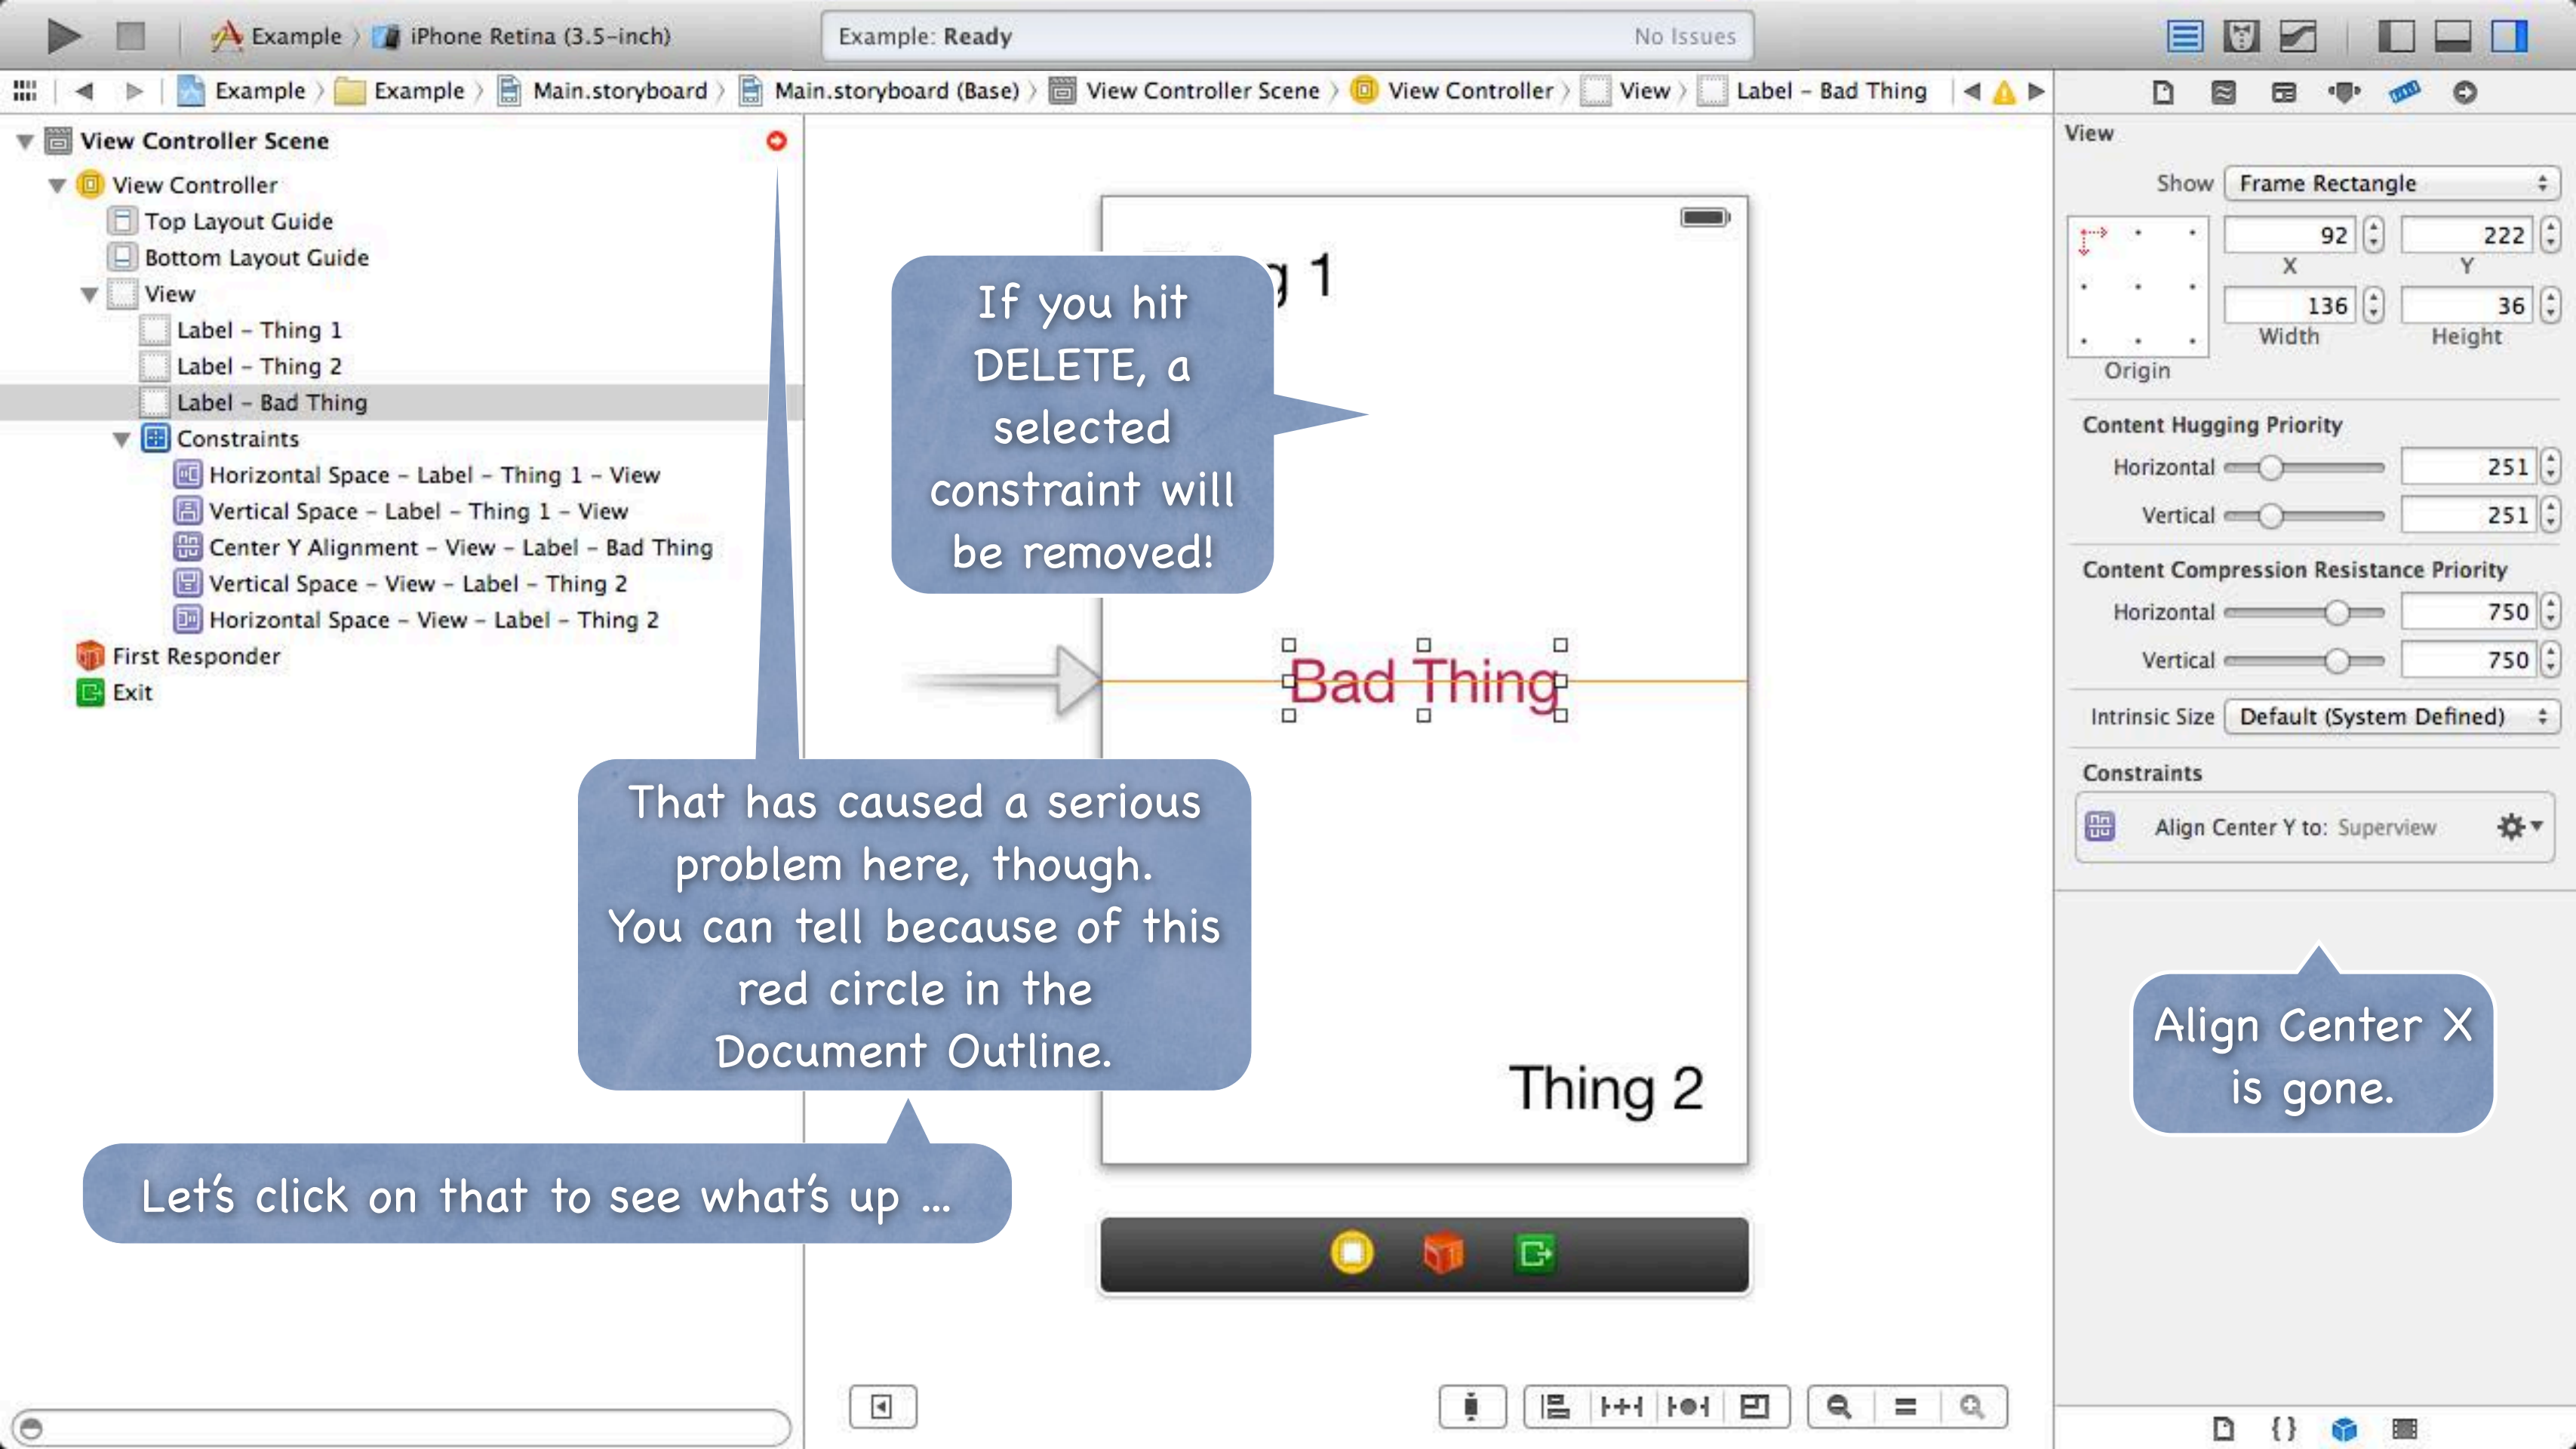 Example
iPhone Retina (3.5-inch)
Example: Ready
No Issues
Example
Example
Main.storyboard
Main.storyboard (Base)
View Controller Scene
View Controller
View
Label – Bad Thing
View Controller Scene
View Controller
Top Layout Guide
Bottom Layout Guide
View
Label – Thing 1
Label – Thing 2
Label – Bad Thing
Constraints
Horizontal Space – Label – Thing 1 – View
Vertical Space – Label – Thing 1 – View
Center Y Alignment – View – Label – Bad Thing
Vertical Space – View – Label – Thing 2
Horizontal Space – View – Label – Thing 2
First Responder
Exit
g 1
If you hit
DELETE, a
selected
constraint will
be removed!
Bad Thing
That has caused a serious
problem here, though.
You can tell because of this
red circle in the
Document Outline.
Let's click on that to see what's up ...
Thing 2
View
Show Frame Rectangle
92 222
X Y
136 36
Width Height
Origin
Content Hugging Priority
Horizontal 251
Vertical 251
Content Compression Resistance Priority
Horizontal 750
Vertical 750
Intrinsic Size Default (System Defined)
Constraints
Align Center Y to: Superview
Align Center X
is gone.
{ }